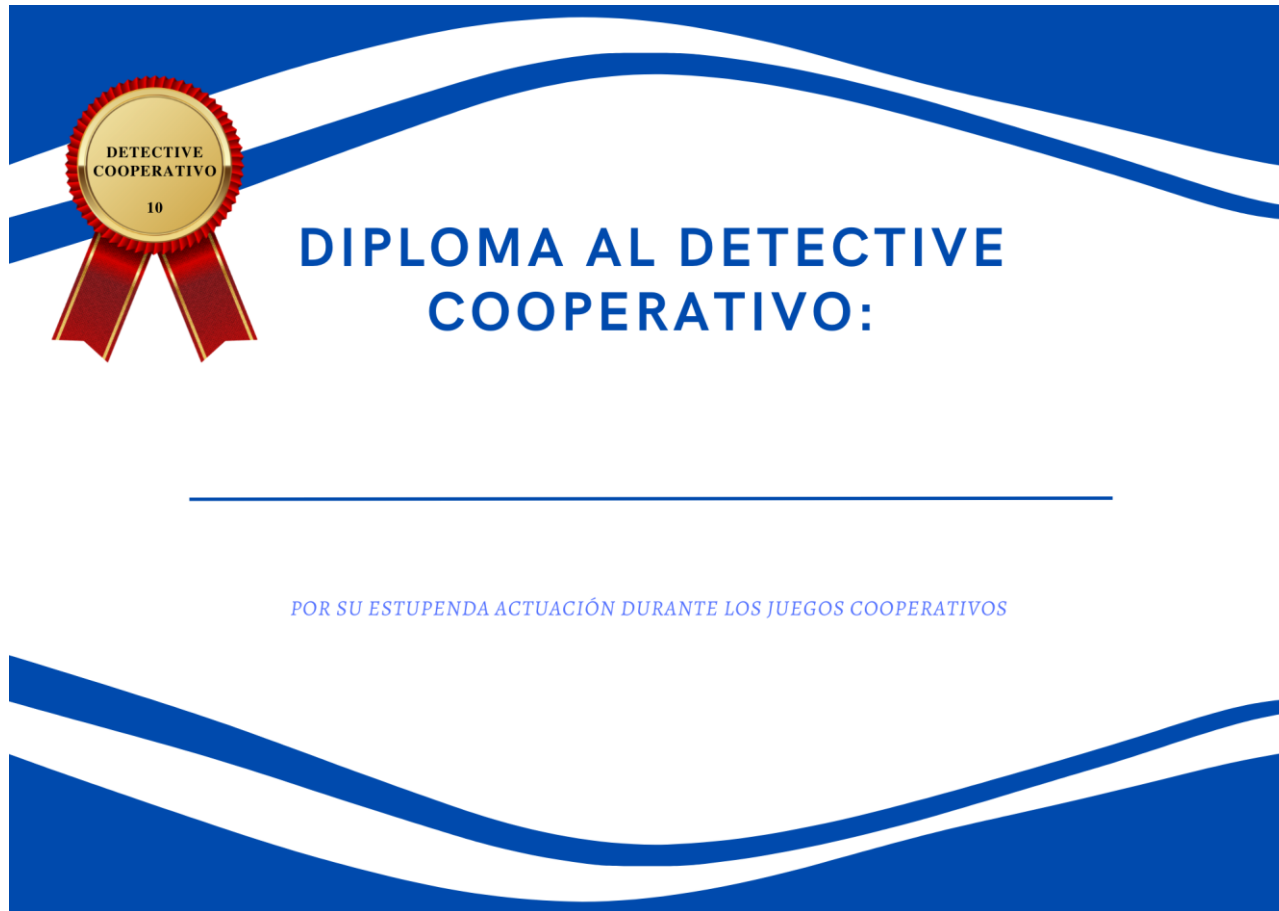 DETECTIVE
COOPERATIVO
10
DIPLOMA AL DETECTIVE
COOPERATIVO:
POR SU ESTUPENDA ACTUACIÓN DURANTE LOS JUEGOS COOPERATIVOS